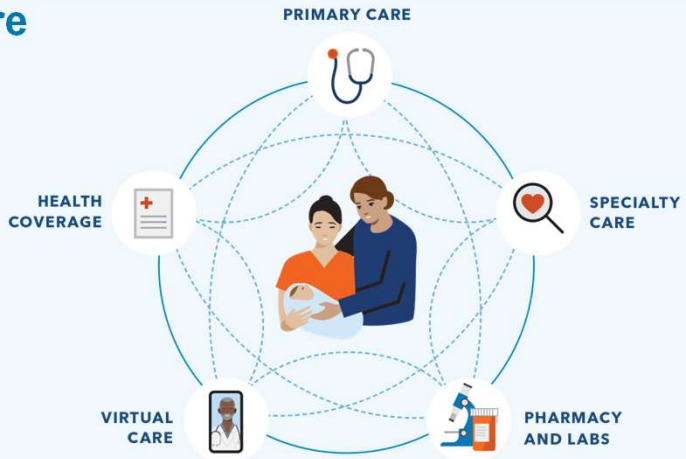 re
PRIMARY CARE
HEALTH
COVERAGE
SPECIALTY
CARE
VIRTUAL
CARE
PHARMACY
AND LABS